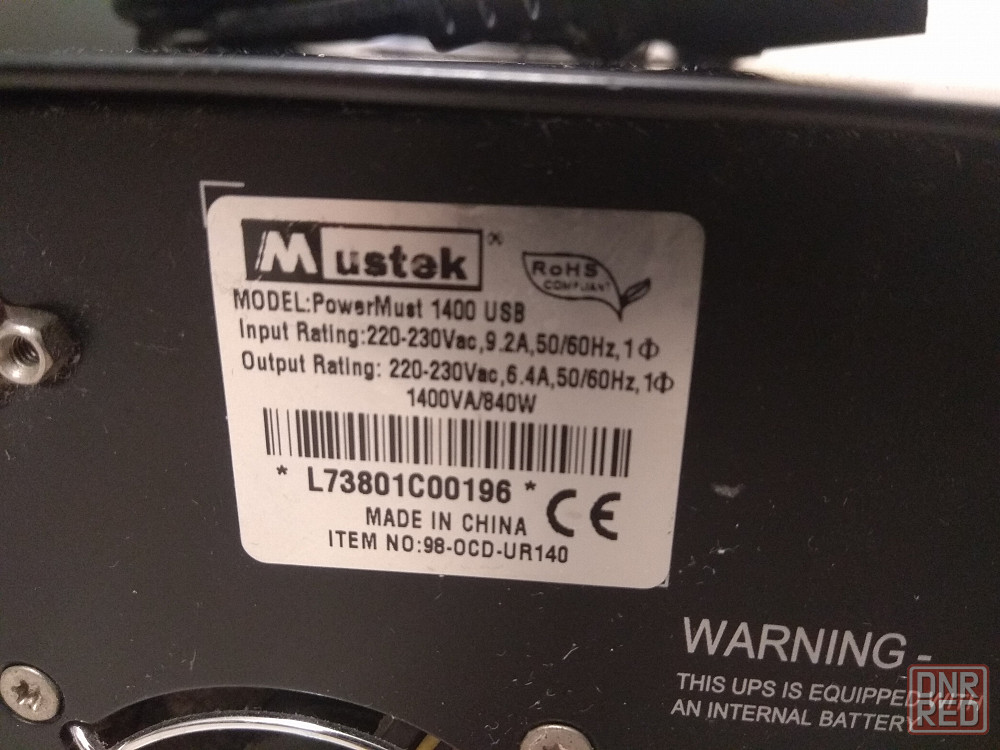 Mustek®
RoHS
COMPLIANT
MODEL:PowerMust 1400 USB
Input Rating:220-230Vac,9.2A,50/60Hz,1Φ
Output Rating: 220-230Vac,6.4A,50/60Hz,1Φ
1400VA/840W
* L73801C00196 *
MADE IN CHINA
CE
ITEM NO:98-OCD-UR140
WARNING -
THIS UPS IS EQUIPPED WITH
AN INTERNAL BATTERY
DNR
RED